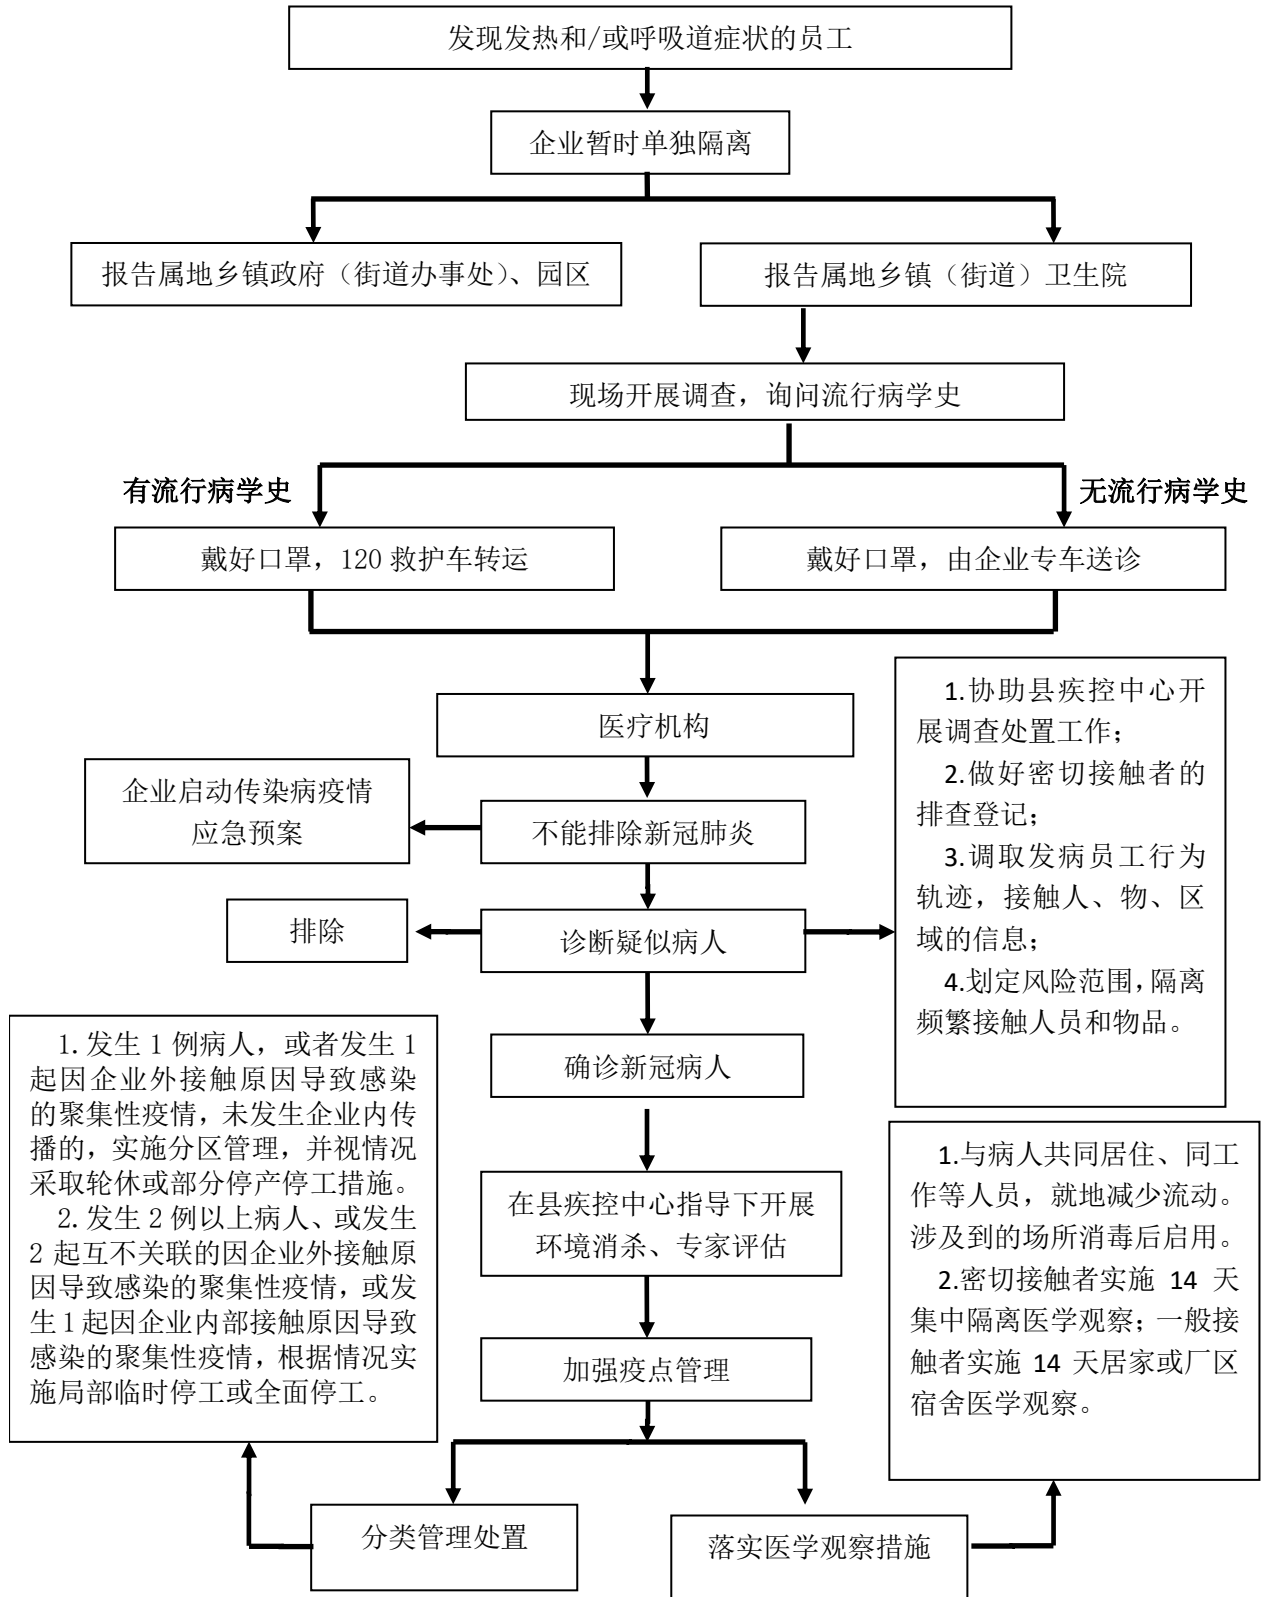 发现发热和/或呼吸道症状的员工
企业暂时单独隔离
报告属地乡镇政府（街道办事处）、园区
报告属地乡镇（街道）卫生院
现场开展调查，询问流行病学史
有流行病学史
无流行病学史
戴好口罩，120 救护车转运
戴好口罩，由企业专车送诊
医疗机构
企业启动传染病疫情
应急预案
不能排除新冠肺炎
排除
诊断疑似病人
1.协助县疾控中心开
展调查处置工作；
2.做好密切接触者的
排查登记；
3.调取发病员工行为
轨迹，接触人、物、区
域的信息；
4.划定风险范围，隔离
频繁接触人员和物品。
确诊新冠病人
1. 发生 1 例病人，或者发生 1
起因企业外接触原因导致感染
的聚集性疫情，未发生企业内传
播的，实施分区管理，并视情况
采取轮休或部分停产停工措施。
2. 发生 2 例以上病人、或发生
2 起互不关联的因企业外接触原
因导致感染的聚集性疫情，或发
生 1 起因企业内部接触原因导致
感染的聚集性疫情，根据情况实
施局部临时停工或全面停工。
在县疾控中心指导下开展
环境消杀、专家评估
1.与病人共同居住、同工
作等人员，就地减少流动。
涉及到的场所消毒后启用。
2.密切接触者实施 14 天
集中隔离医学观察；一般接
触者实施 14 天居家或厂区
宿舍医学观察。
加强疫点管理
分类管理处置
落实医学观察措施